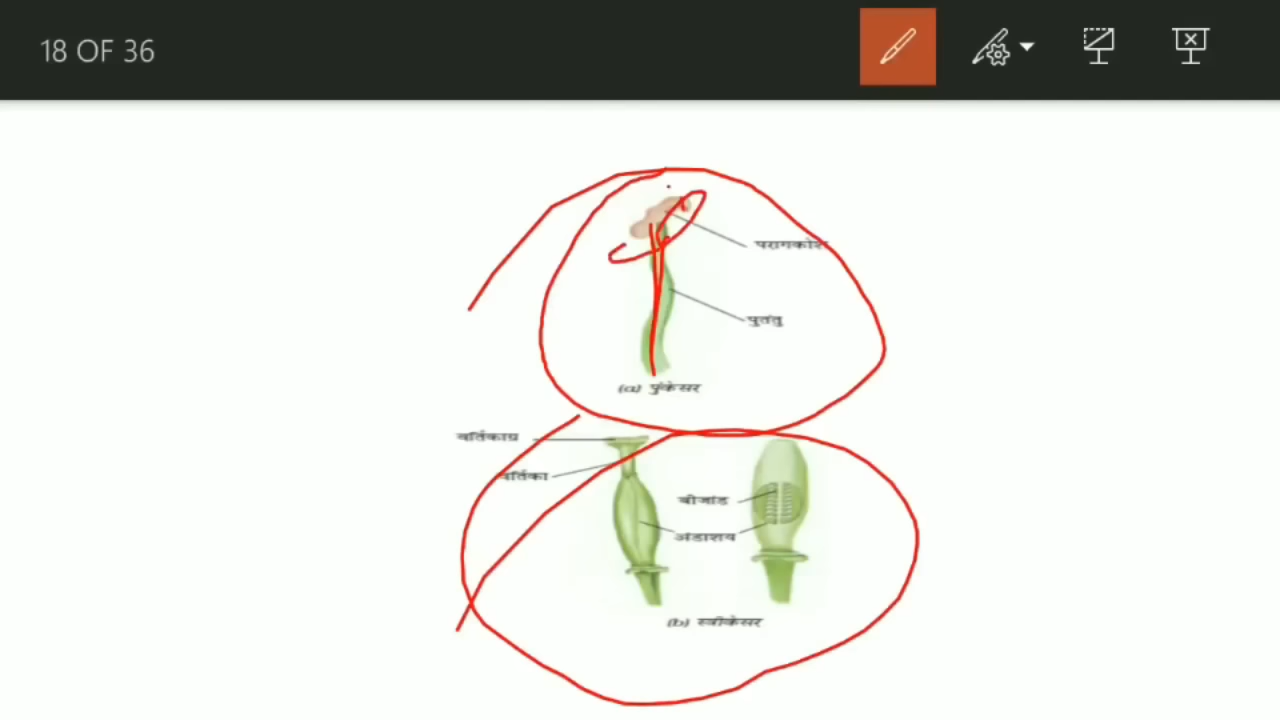 18 OF 36
परागकोश
पुतंतु
(a) पुंकेसर
वर्तिकाग्र
वर्तिका
बीजांड
अंडाशय
(b) स्त्रीकेसर